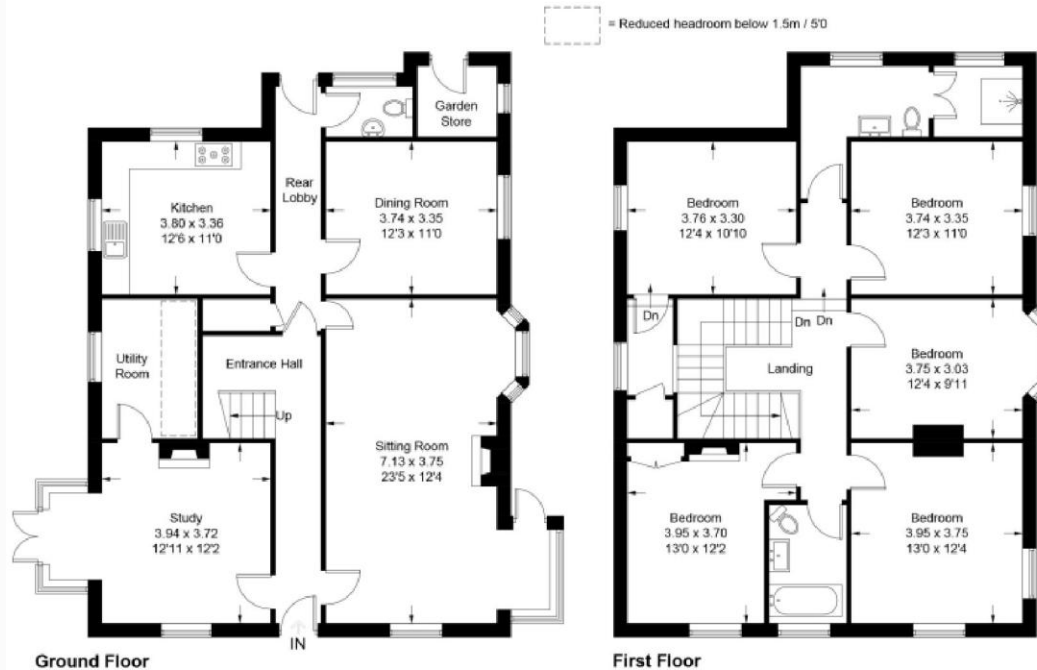 = Reduced headroom below 1.5m / 5'0
Garden
Store
Rear
Lobby
Kitchen
3.80 x 3.36
12'6 x 11'0
Dining Room
3.74 x 3.35
12'3 x 11'0
Utility
Room
Entrance Hall
Up
Sitting Room
7.13 x 3.75
23'5 x 12'4
Study
3.94 x 3.72
12'11 x 12'2
IN
Ground Floor
Bedroom
3.76 x 3.30
12'4 x 10'10
Bedroom
3.74 x 3.35
12'3 x 11'0
Dn
Dn
Dn
Landing
Bedroom
3.75 x 3.03
12'4 x 9'11
Bedroom
3.95 x 3.70
13'0 x 12'2
Bedroom
3.95 x 3.75
13'0 x 12'4
First Floor